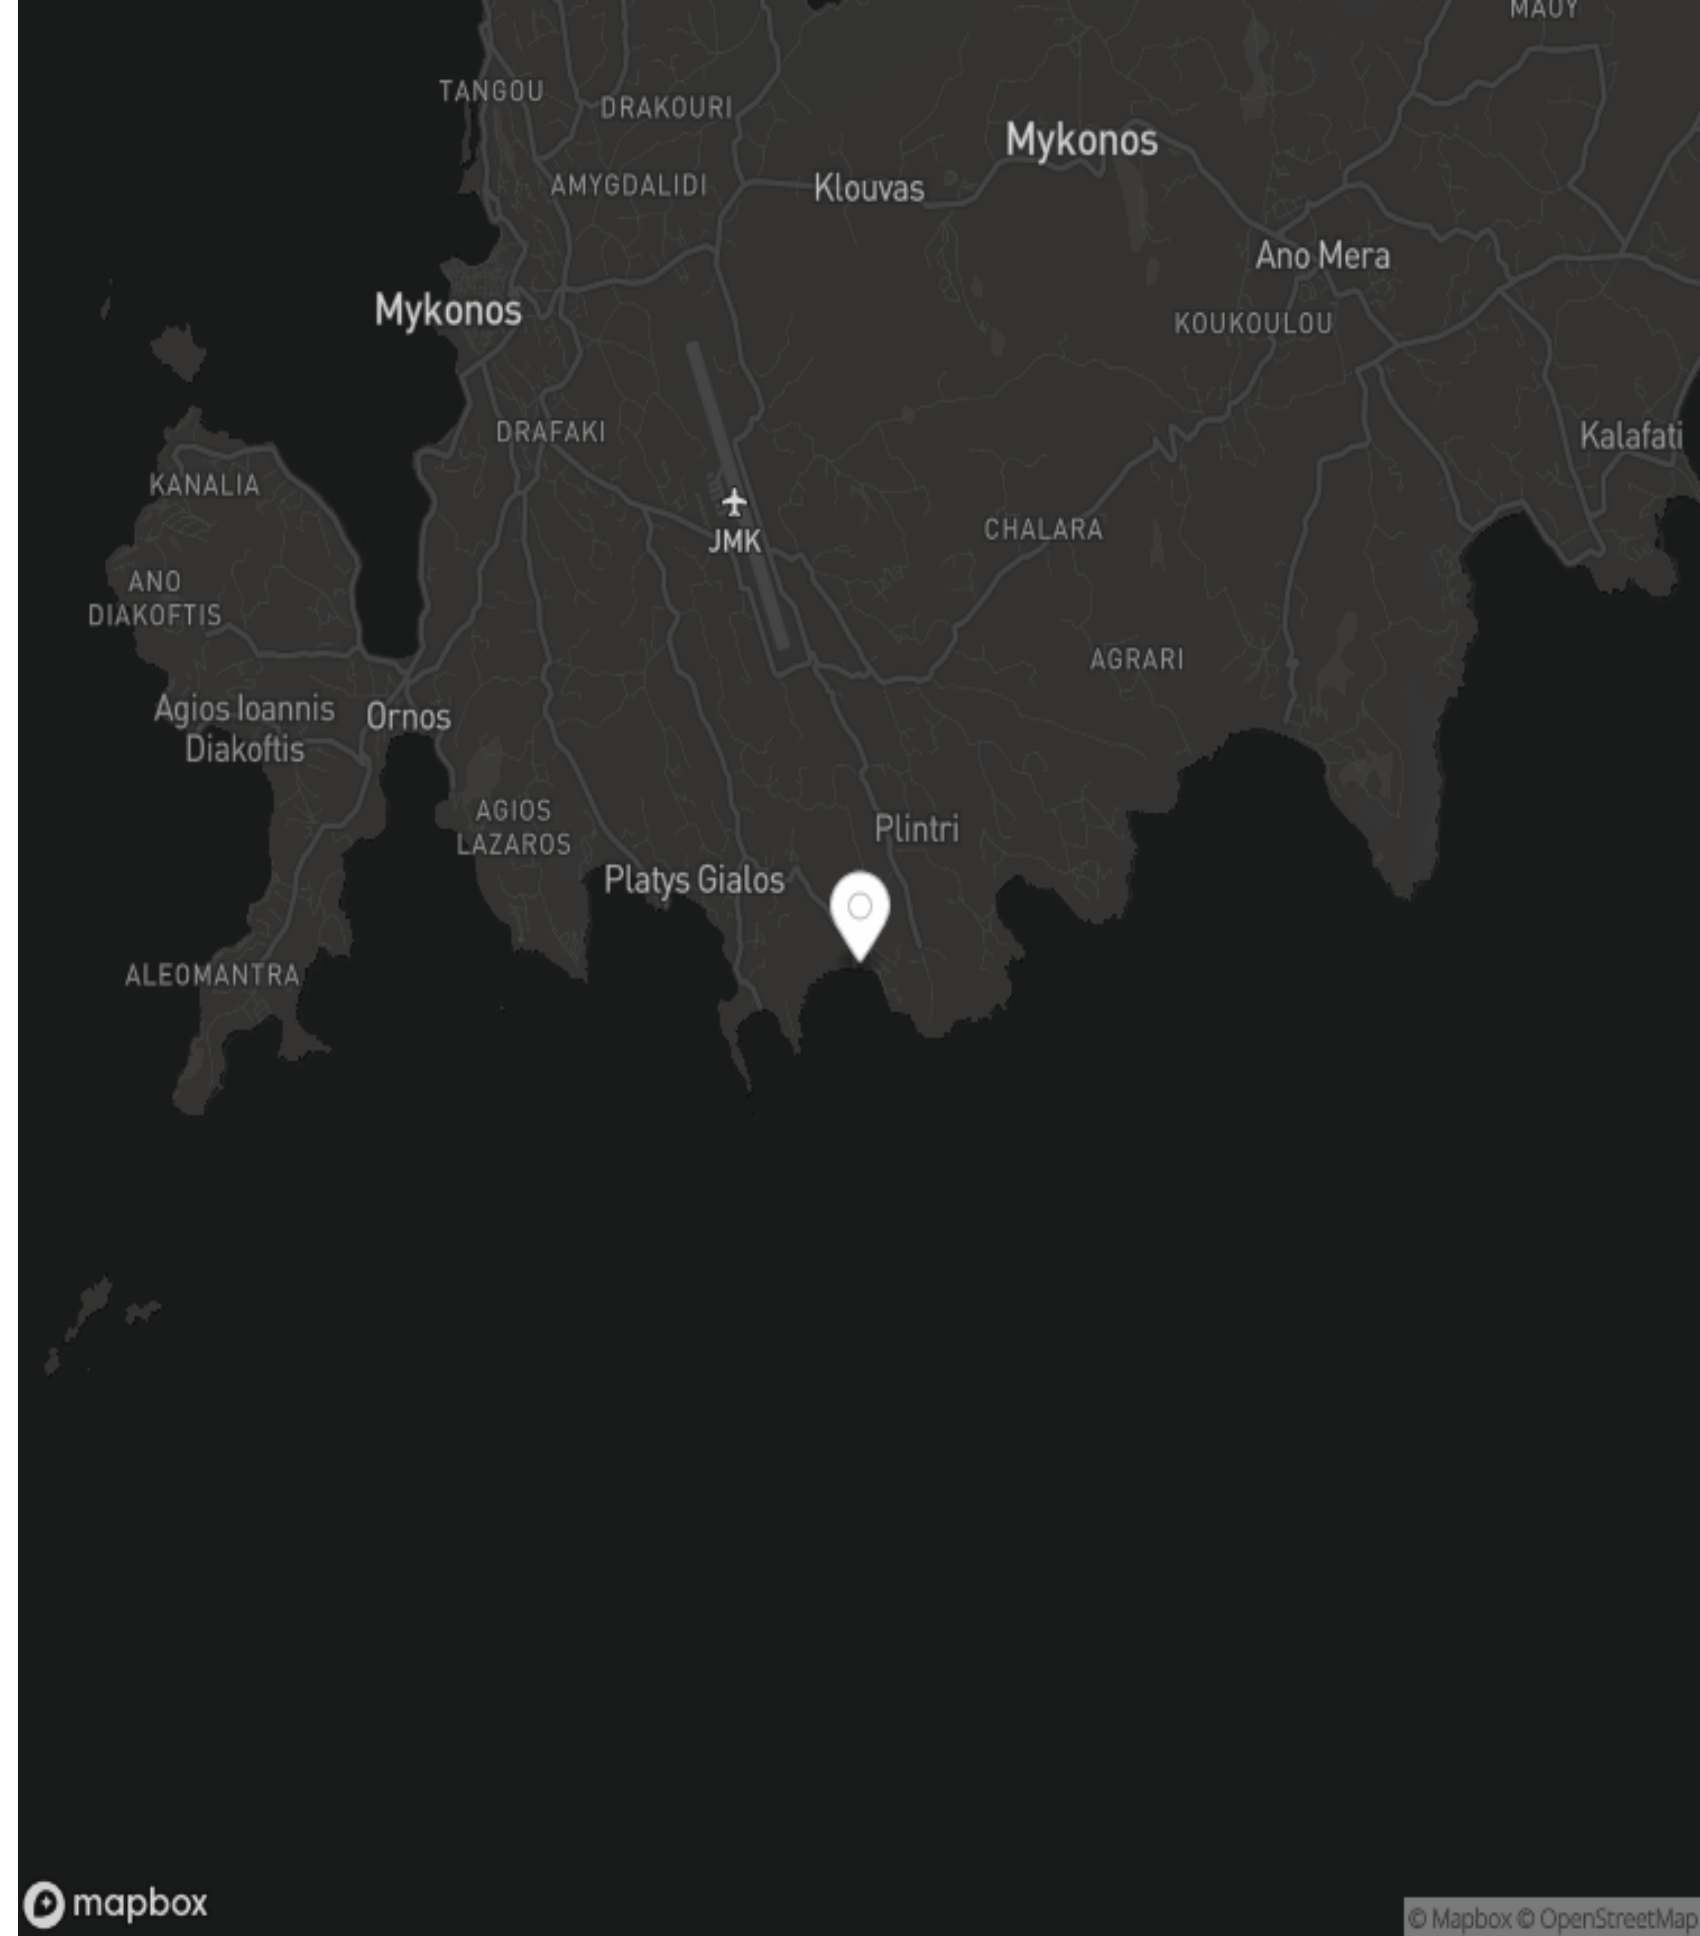 MAOY
TANGOU
DRAKOURI
Mykonos
AMYGDALIDI
Klouvas
Ano Mera
Mykonos
KOUKOULOU
DRAFAKI
Kalafati
KANALIA
JMK
CHALARA
ANO
DIAKOFTIS
AGRARI
Agios Ioannis
Diakoftis
Ornos
AGIOS
LAZAROS
Plintri
Platys Gialos
ALEOMANTRA
mapbox
© Mapbox © OpenStreetMap